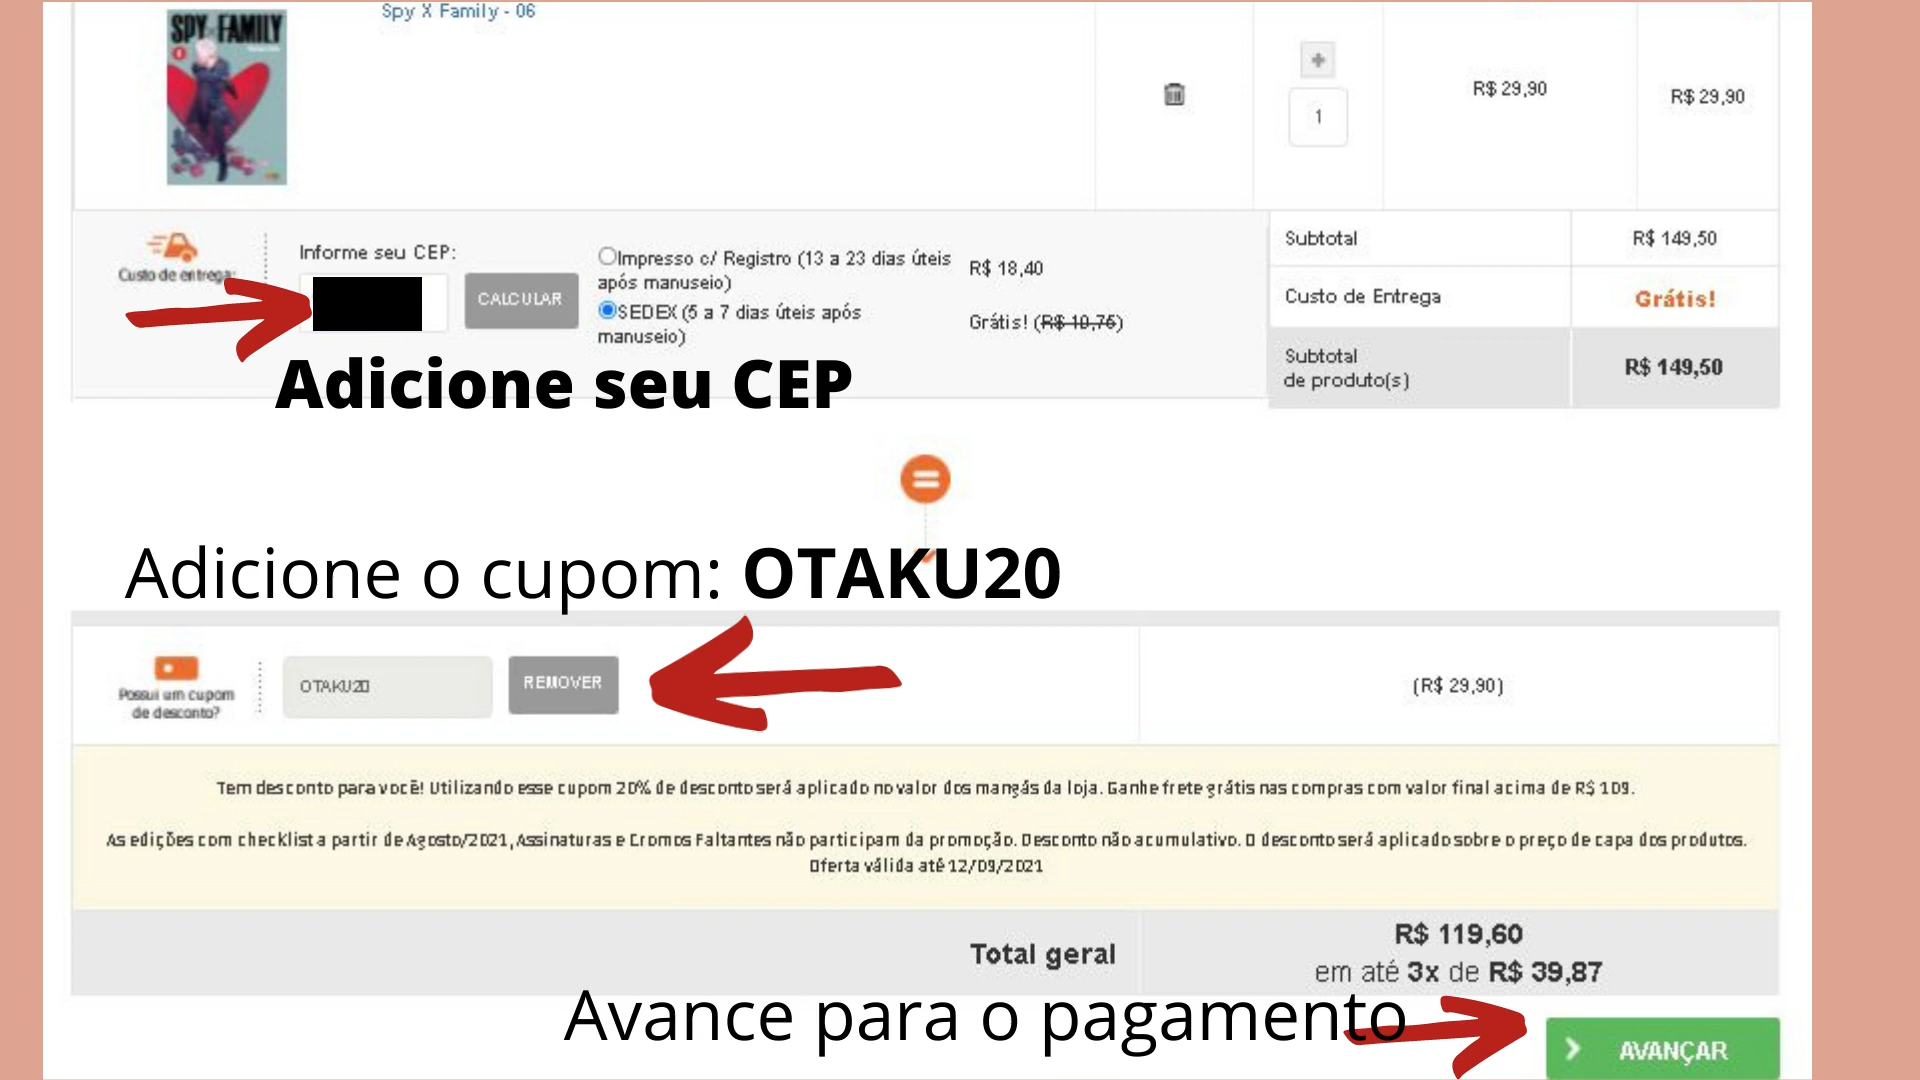 Spy X Family - 06
SPY FAMILY
R$ 29,90
R$ 29,90
1
Custo de entrega:
Informe seu CEP:
CALCULAR
Impresso c/ Registro (13 a 23 dias úteis
após manuseio)
R$ 18,40
SEDEX (5 a 7 dias úteis após
manuseio)
Grátis! (R$ 10,75)
Subtotal
R$ 149,50
Custo de Entrega
Grátis!
Subtotal
de produto(s)
R$ 149,50
Adicione seu CEP
Adicione o cupom: OTAKU20
Possui um cupom
de desconto?
OTAKU20
REMOVER
(R$ 29,90)
Tem desconto para você! Utilizando esse cupom 20% de desconto será aplicado no valor dos mangás da loja. Ganhe frete grátis nas compras com valor final acima de R$ 109.
As edições com checklist a partir de Agosto/2021, Assinaturas e Cromos Faltantes não participam da promoção. Desconto não acumulativo. O desconto será aplicado sobre o preço de capa dos produtos.
Oferta válida até 12/09/2021
Total geral
R$ 119,60
em até 3x de R$ 39,87
Avance para o pagamento
AVANÇAR